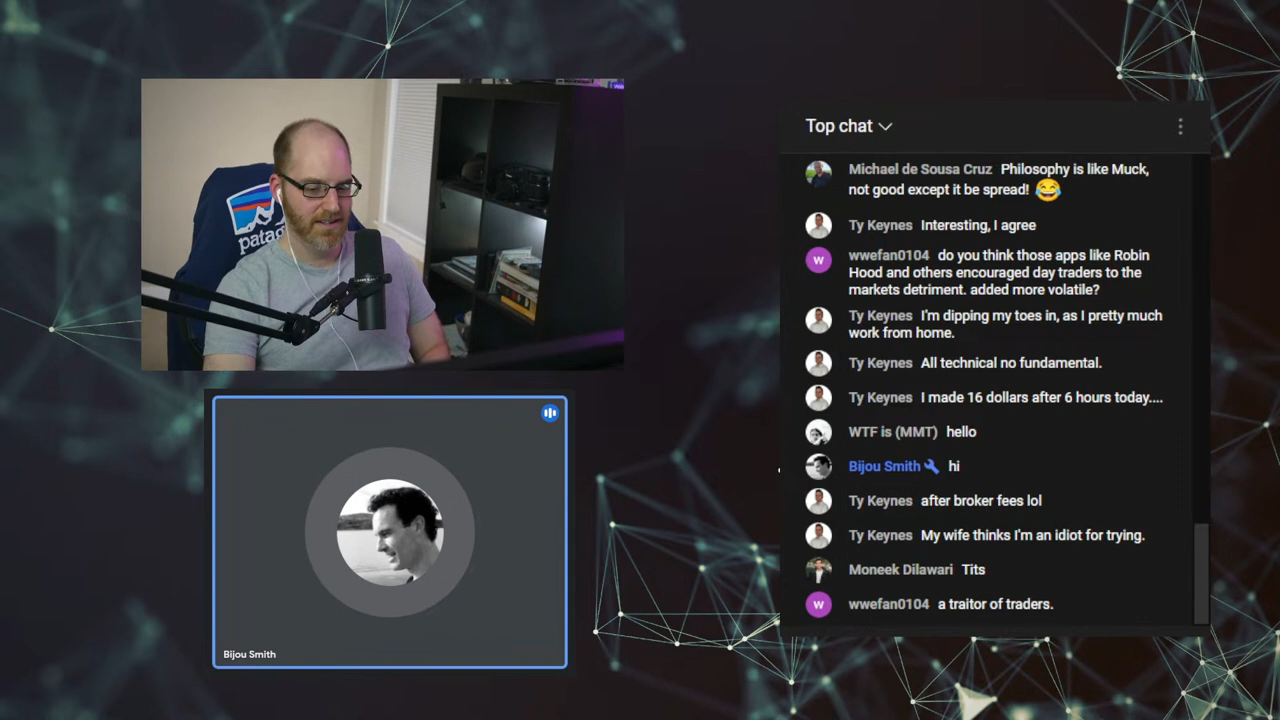 patag
Bijou Smith
Top chat
Michael de Sousa Cruz Philosophy is like Muck,
not good except it be spread! 😂
Ty Keynes Interesting, I agree
W wwefan0104 do you think those apps like Robin
Hood and others encouraged day traders to the
markets detriment. added more volatile?
Ty Keynes I'm dipping my toes in, as I pretty much
work from home.
Ty Keynes All technical no fundamental.
Ty Keynes I made 16 dollars after 6 hours today....
WTF is (MMT) hello
Bijou Smith hi
Ty Keynes after broker fees lol
Ty Keynes My wife thinks I'm an idiot for trying.
Moneek Dilawari Tits
W wwefan0104 a traitor of traders.